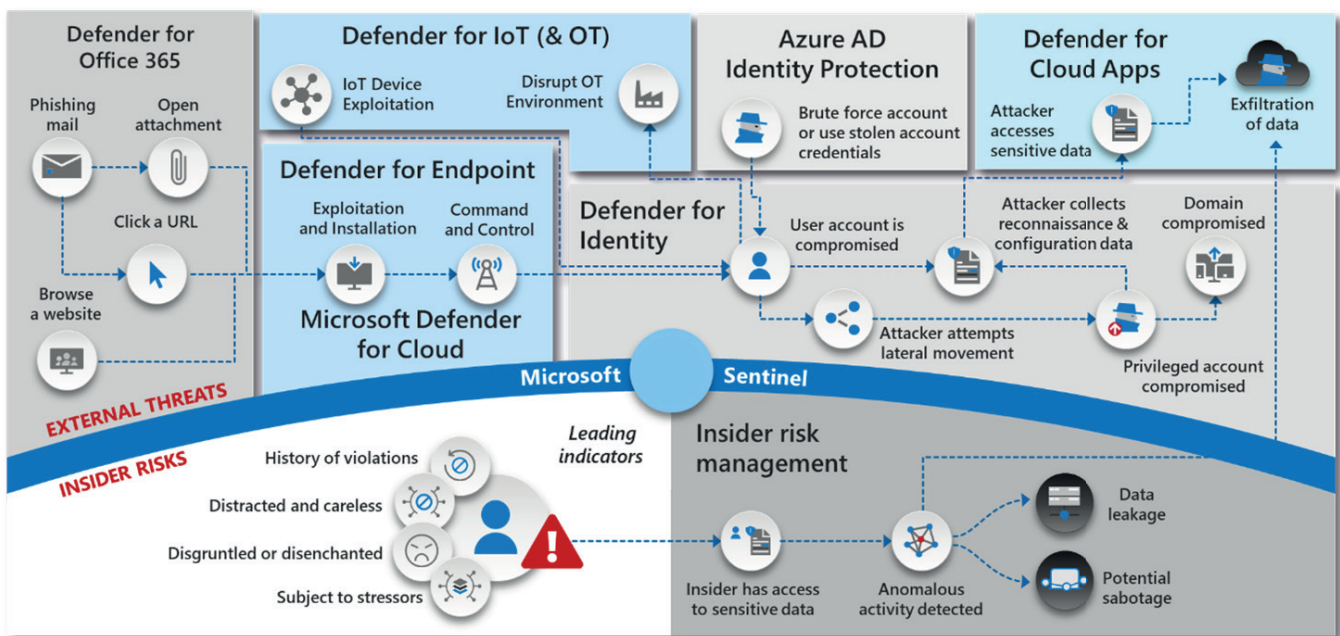 Defender for
Office 365
Phishing
mail
Open
attachment
Click a URL
Browse
a website
Defender for IoT (& OT)
IoT Device
Exploitation
Disrupt OT
Environment
Defender for Endpoint
Exploitation
and Installation
Command
and Control
Microsoft Defender
for Cloud
Azure AD
Identity Protection
Brute force account
or use stolen account
credentials
Defender for
Cloud Apps
Attacker
accesses
sensitive data
Exfiltration
of data
Defender for
Identity
User account is
compromised
Attacker collects
reconnaissance &
configuration data
Domain
compromised
Attacker attempts
lateral movement
Privileged account
compromised
Microsoft
Sentinel
EXTERNAL THREATS
INSIDER RISKS
Leading
indicators
History of violations
Distracted and careless
Disgruntled or disenchanted
Subject to stressors
Insider risk
management
Insider has access
to sensitive data
Anomalous
activity detected
Data
leakage
Potential
sabotage